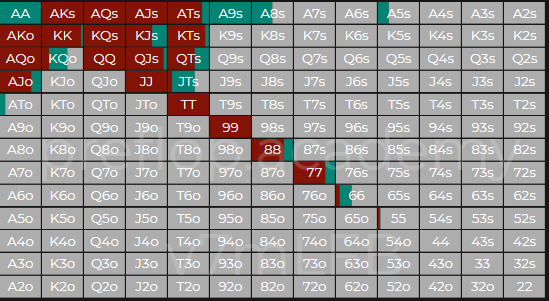 AA AKs AQs AJs ATs A9s A8s A7s A6s A5s A4s A3s A2s
AKo KK KQs KJs KTs K9s K8s K7s K6s K5s K4s K3s K2s
AQo KQo QQ QJs QTs Q9s Q8s Q7s Q6s Q5s Q4s Q3s Q2s
AJo KJo QJo JJ JTs J9s J8s J7s J6s J5s J4s J3s J2s
ATo KTo QTo JTo TT T9s T8s T7s T6s T5s T4s T3s T2s
A9o K9o Q9o J9o T9o 99 98s 97s 96s 95s 94s 93s 92s
A8o K8o Q8o J8o T8o 98o 88 87s 86s 85s 84s 83s 82s
preflop.academy
A7o K7o Q7o J7o T7o 97o 87o 77 76s 75s 74s 73s 72s
A6o K6o Q6o J6o T6o 96o 86o 76o 66 65s 64s 63s 62s
A5o K5o Q5o J5o T5o 95o 85o 75o 65o 55 54s 53s 52s
A4o K4o Q4o J4o T4o 94o 84o 74o 64o 54o 44 43s 42s
A3o K3o Q3o J3o T3o 93o 83o 73o 63o 53o 43o 33 32s
A2o K2o Q2o J2o T2o 92o 82o 72o 62o 52o 42o 32o 22